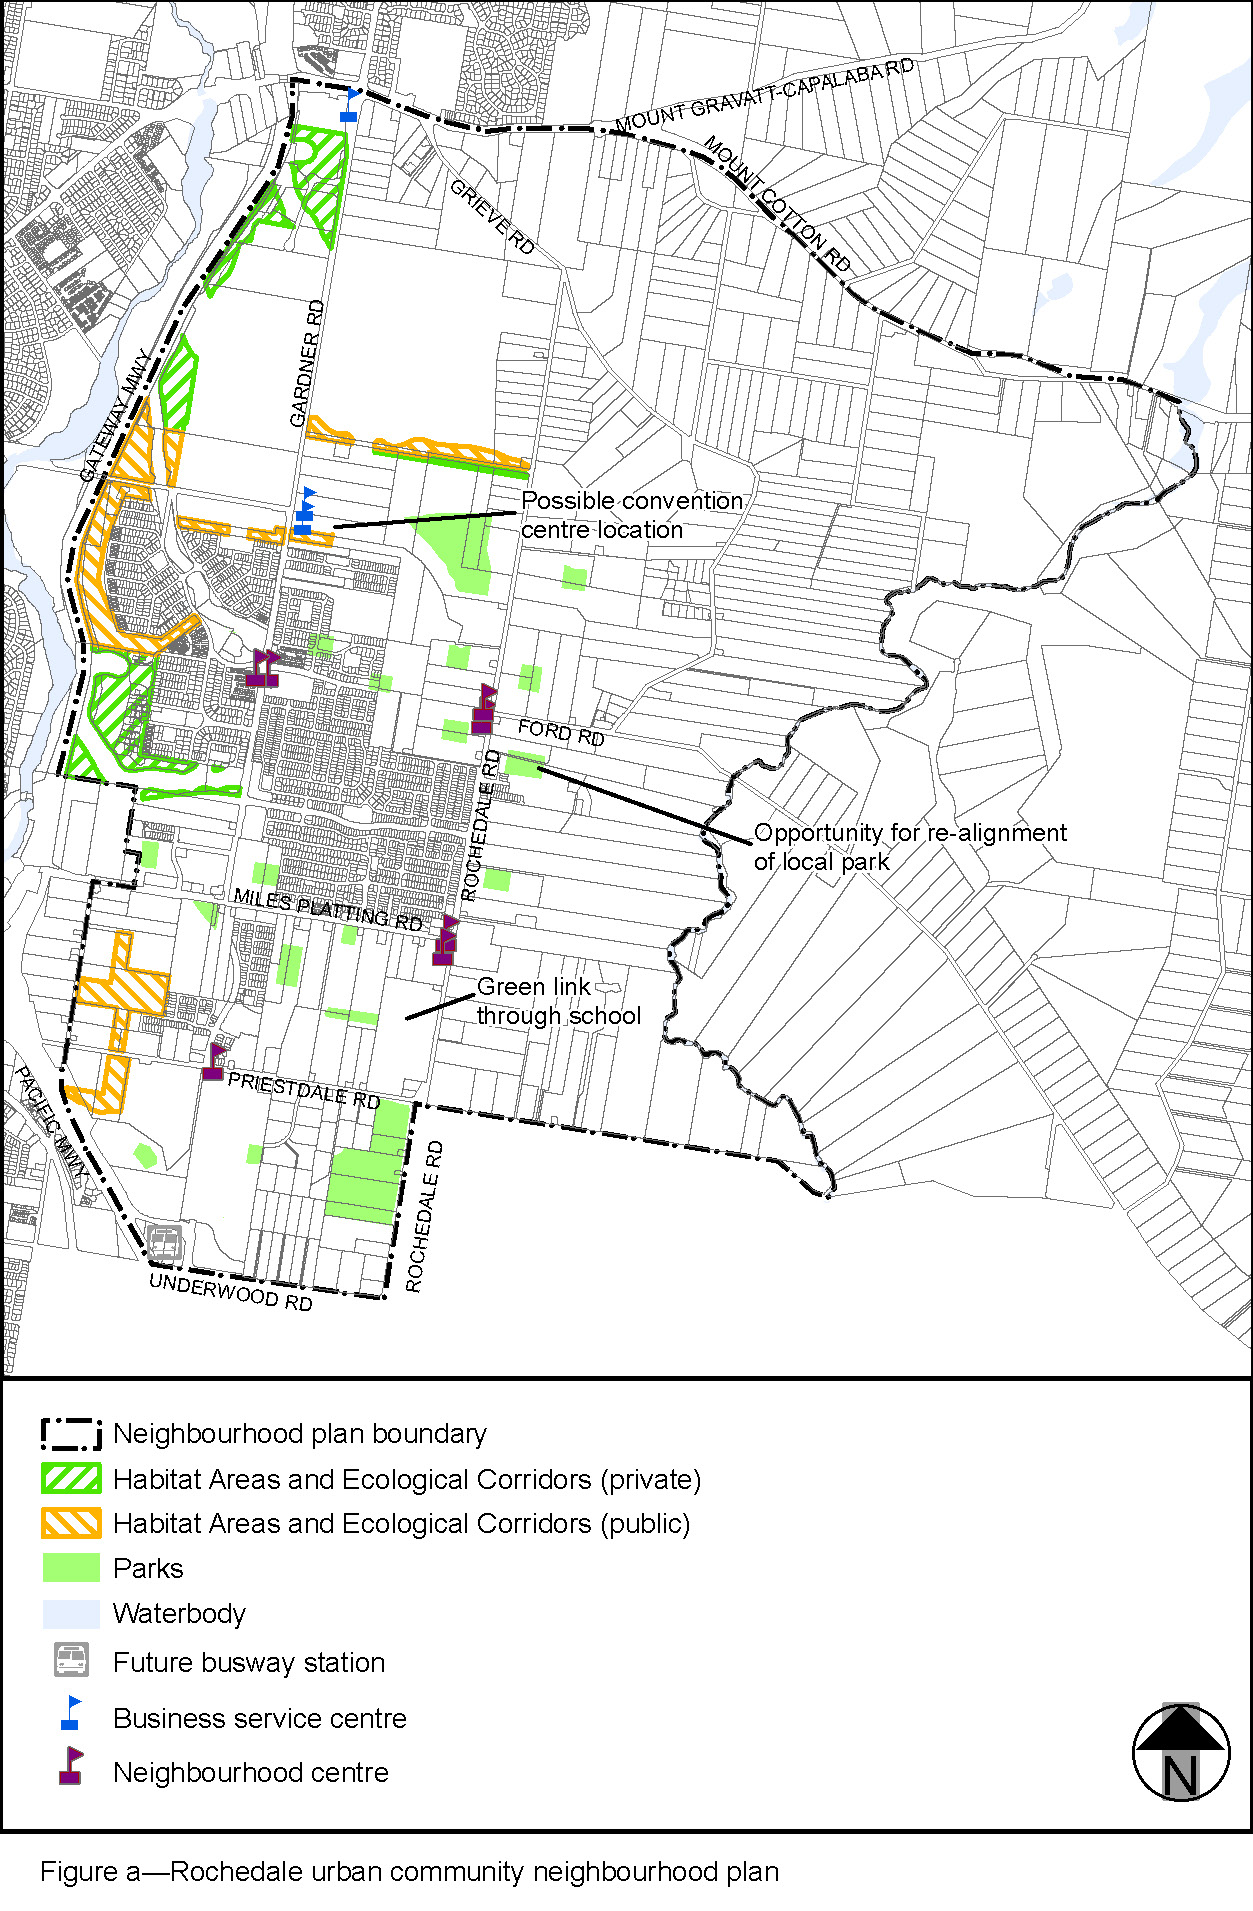 MOUNT GRAVATT-CAPALABA RD
MOUNT COTTON RD
GRIEVE RD
GARDNER RD
GATEWAY MWY
Possible convention
centre location
FORD RD
ROCHEDALE RD
Opportunity for re-alignment
of local park
MILES PLATTING RD
Green link
through school
PACIFIC MWY
PRIESTDALE RD
ROCHEDALE RD
UNDERWOOD RD
Neighbourhood plan boundary
Habitat Areas and Ecological Corridors (private)
Habitat Areas and Ecological Corridors (public)
Parks
Waterbody
Future busway station
Business service centre
Neighbourhood centre
N
Figure a—Rochedale urban community neighbourhood plan